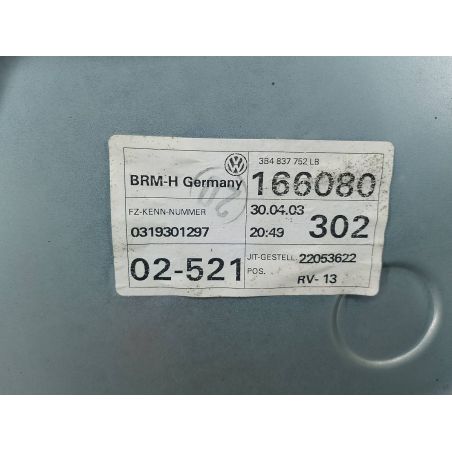 3B4 837 752 LB
BRM-H Germany 166080
FZ-KENN-NUMMER 30.04.03
0319301297 20:49 302
02-521 JIT-GESTELL. 22053622
POS. RV- 13